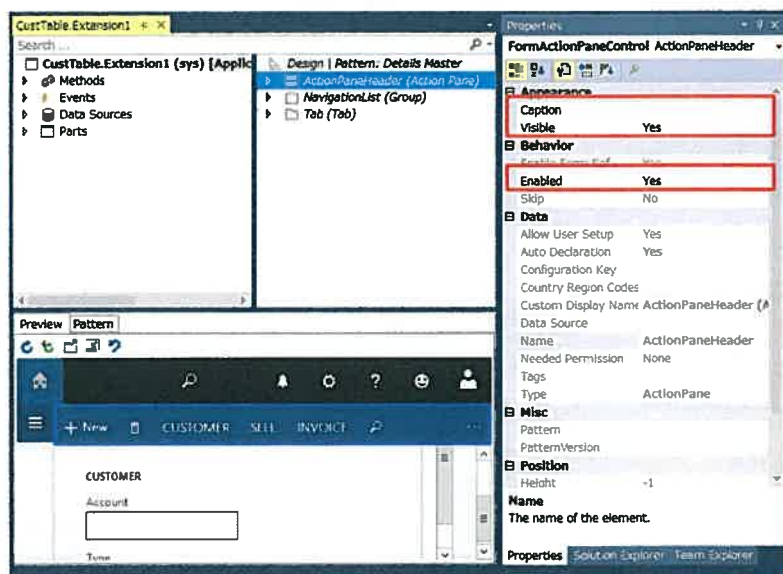 CustTable.Extension1
Search ...
CustTable.Extension1 (sys) [Applic
Methods
Events
Data Sources
Parts
Design | Pattern: Details Master
ActionPaneHeader (Action Pane)
NavigationList (Group)
Tab (Tab)
Preview Pattern
+ New CUSTOMER SELL INVOICE ...
CUSTOMER
Account
Type
Properties
FormActionPaneControl ActionPaneHeader
Appearance
Caption
Visible Yes
Behavior
Yes
Enabled Yes
Skip No
Data
Allow User Setup Yes
Auto Declaration Yes
Configuration Key
Country Region Codes
Custom Display Name ActionPaneHeader (A
Data Source
Name ActionPaneHeader
Needed Permission None
Tags
Type ActionPane
Misc
Pattern
PatternVersion
Position
Height -1
Name
The name of the element.
Properties Solution Explorer Team Explorer